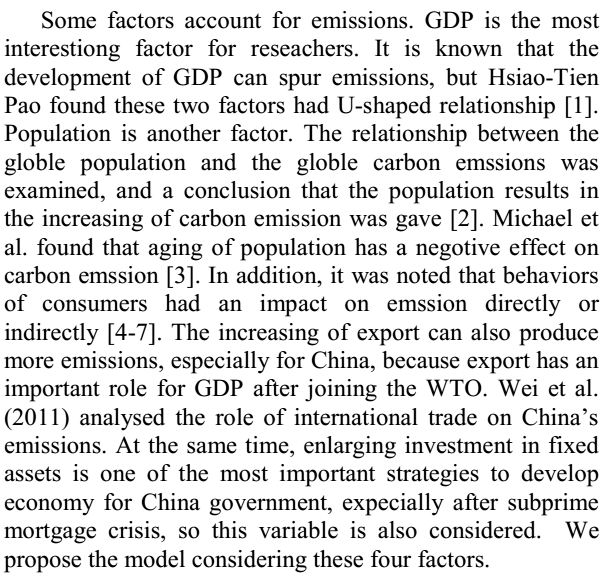 Some factors account for emissions. GDP is the most
interestiong factor for reseachers. It is known that the
development of GDP can spur emissions, but Hsiao-Tien
Pao found these two factors had U-shaped relationship [1].
Population is another factor. The relationship between the
globle population and the globle carbon emssions was
examined, and a conclusion that the population results in
the increasing of carbon emission was gave [2]. Michael et
al. found that aging of population has a negotive effect on
carbon emssion [3]. In addition, it was noted that behaviors
of consumers had an impact on emssion directly or
indirectly [4-7]. The increasing of export can also produce
more emissions, especially for China, because export has an
important role for GDP after joining the WTO. Wei et al.
(2011) analysed the role of international trade on China’s
emissions. At the same time, enlarging investment in fixed
assets is one of the most important strategies to develop
economy for China government, expecially after subprime
mortgage crisis, so this variable is also considered.  We
propose the model considering these four factors.